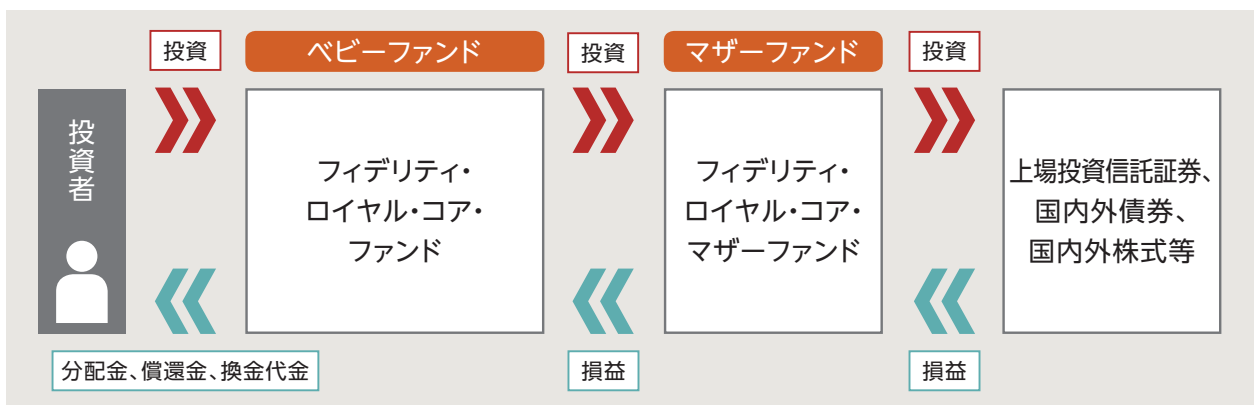 投資
ベビーファンド
投資
マザーファンド
投資
投資者
フィデリティ・
ロイヤル・コア・
ファンド
フィデリティ・
ロイヤル・コア・
マザーファンド
上場投資信託証券、
国内外債券、
国内外株式等
分配金、償還金、換金代金
損益
損益